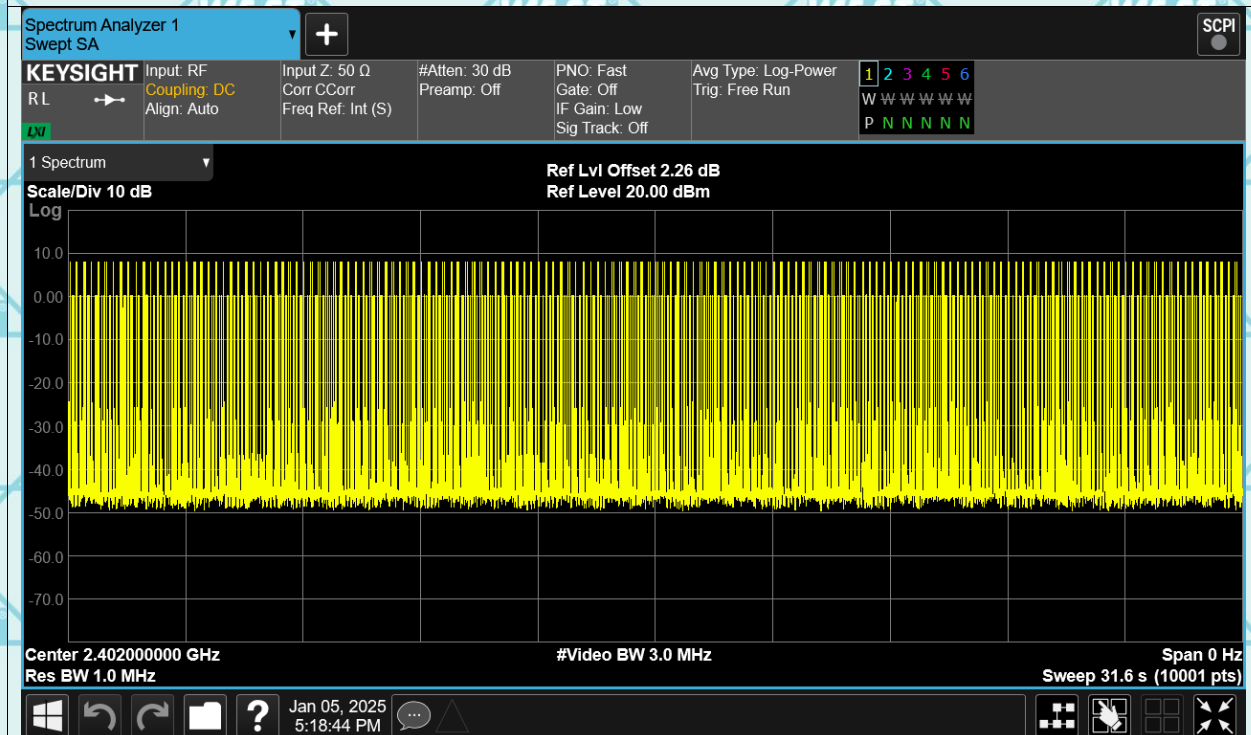 Spectrum Analyzer 1
Swept SA
+
SCPI
KEYSIGHT
R L
LXI
Input: RF
Coupling: DC
Align: Auto
Input Z: 50 Ω
Corr CCorr
Freq Ref: Int (S)
#Atten: 30 dB
Preamp: Off
PNO: Fast
Gate: Off
IF Gain: Low
Sig Track: Off
Avg Type: Log-Power
Trig: Free Run
1 2 3 4 5 6
W W W W W W
P N N N N N
1 Spectrum
Scale/Div 10 dB
Log
Ref Lvl Offset 2.26 dB
Ref Level 20.00 dBm
10.0
0.00
-10.0
-20.0
-30.0
-40.0
-50.0
-60.0
-70.0
Center 2.402000000 GHz
#Video BW 3.0 MHz
Span 0 Hz
Res BW 1.0 MHz
Sweep 31.6 s (10001 pts)
?
Jan 05, 2025
5:18:44 PM